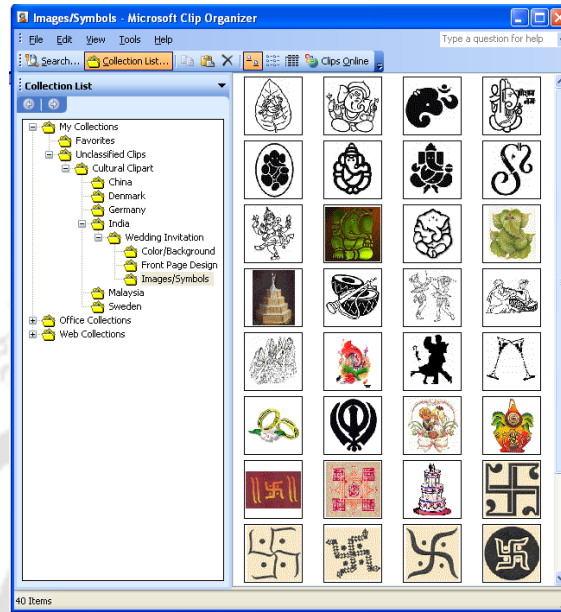 Images/Symbols - Microsoft Clip Organizer
File Edit View Tools Help
Type a question for help
Search... Collection List... Clips Online
Collection List
My Collections
Favorites
Unclassified Clips
Cultural Clipart
China
Denmark
Germany
India
Wedding Invitation
Color/Background
Front Page Design
Images/Symbols
Malaysia
Sweden
Office Collections
Web Collections
40 Items